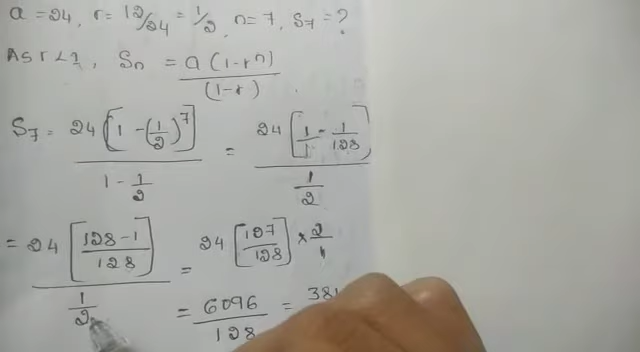 a = 24, r = 12/24 = 1/2, n = 7, S7 = ?
As r < 1, Sn = a(1-r^n) / (1-r).
S7 = 24[1-(1/2)^7] / 1-1/2 = 24[1/1 - 1/128] / 1/2
= 24[128-1/128] / 1/2 = 24[127/128] × 2/1
= 6096/128 =